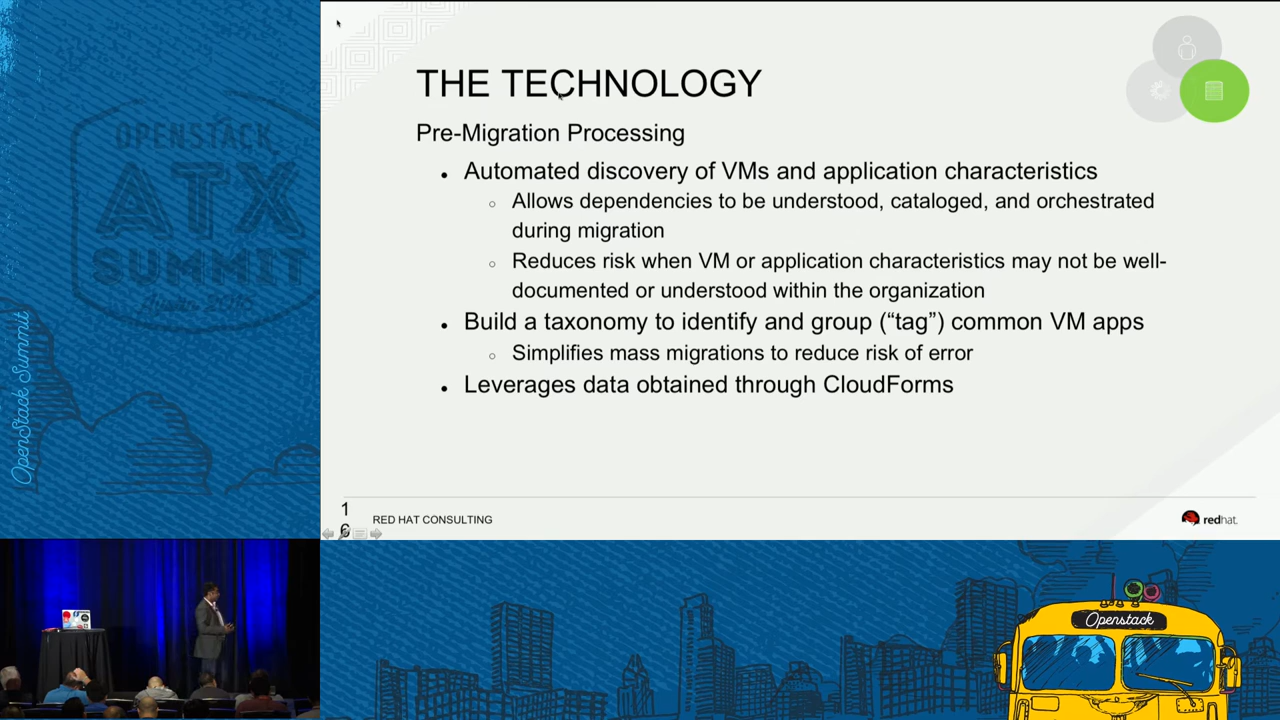 THE TECHNOLOGY
Pre-Migration Processing
• Automated discovery of VMs and application characteristics
○ Allows dependencies to be understood, cataloged, and orchestrated
during migration
○ Reduces risk when VM or application characteristics may not be well-
documented or understood within the organization
• Build a taxonomy to identify and group (“tag”) common VM apps
○ Simplifies mass migrations to reduce risk of error
• Leverages data obtained through CloudForms
1
6
RED HAT CONSULTING
redhat.
OPENSTACK
ATX
SUMMIT
Austin 2016
OpenStack Summit
Openstack